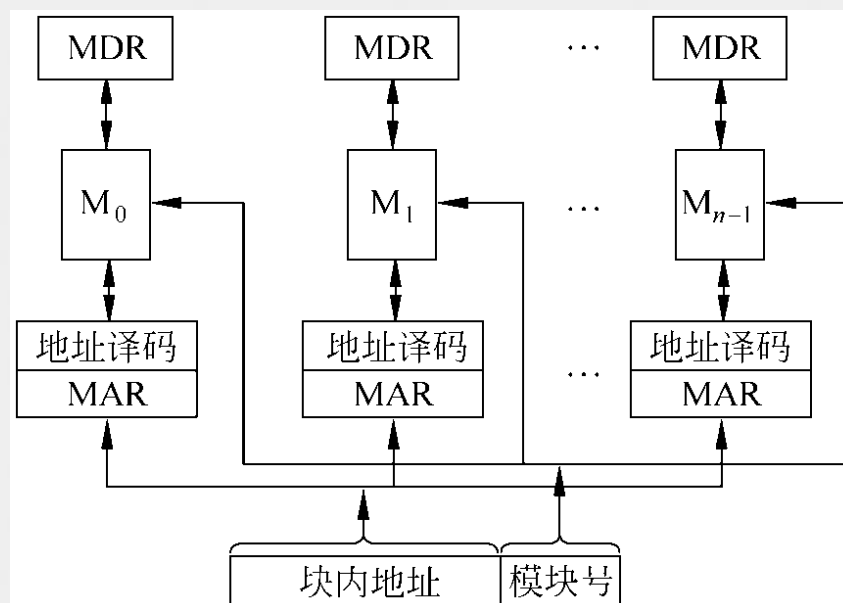 MDR MDR … MDR
M₀ M₁ … Mₙ₋₁
地址译码 地址译码 … 地址译码
MAR MAR MAR
块内地址 模块号